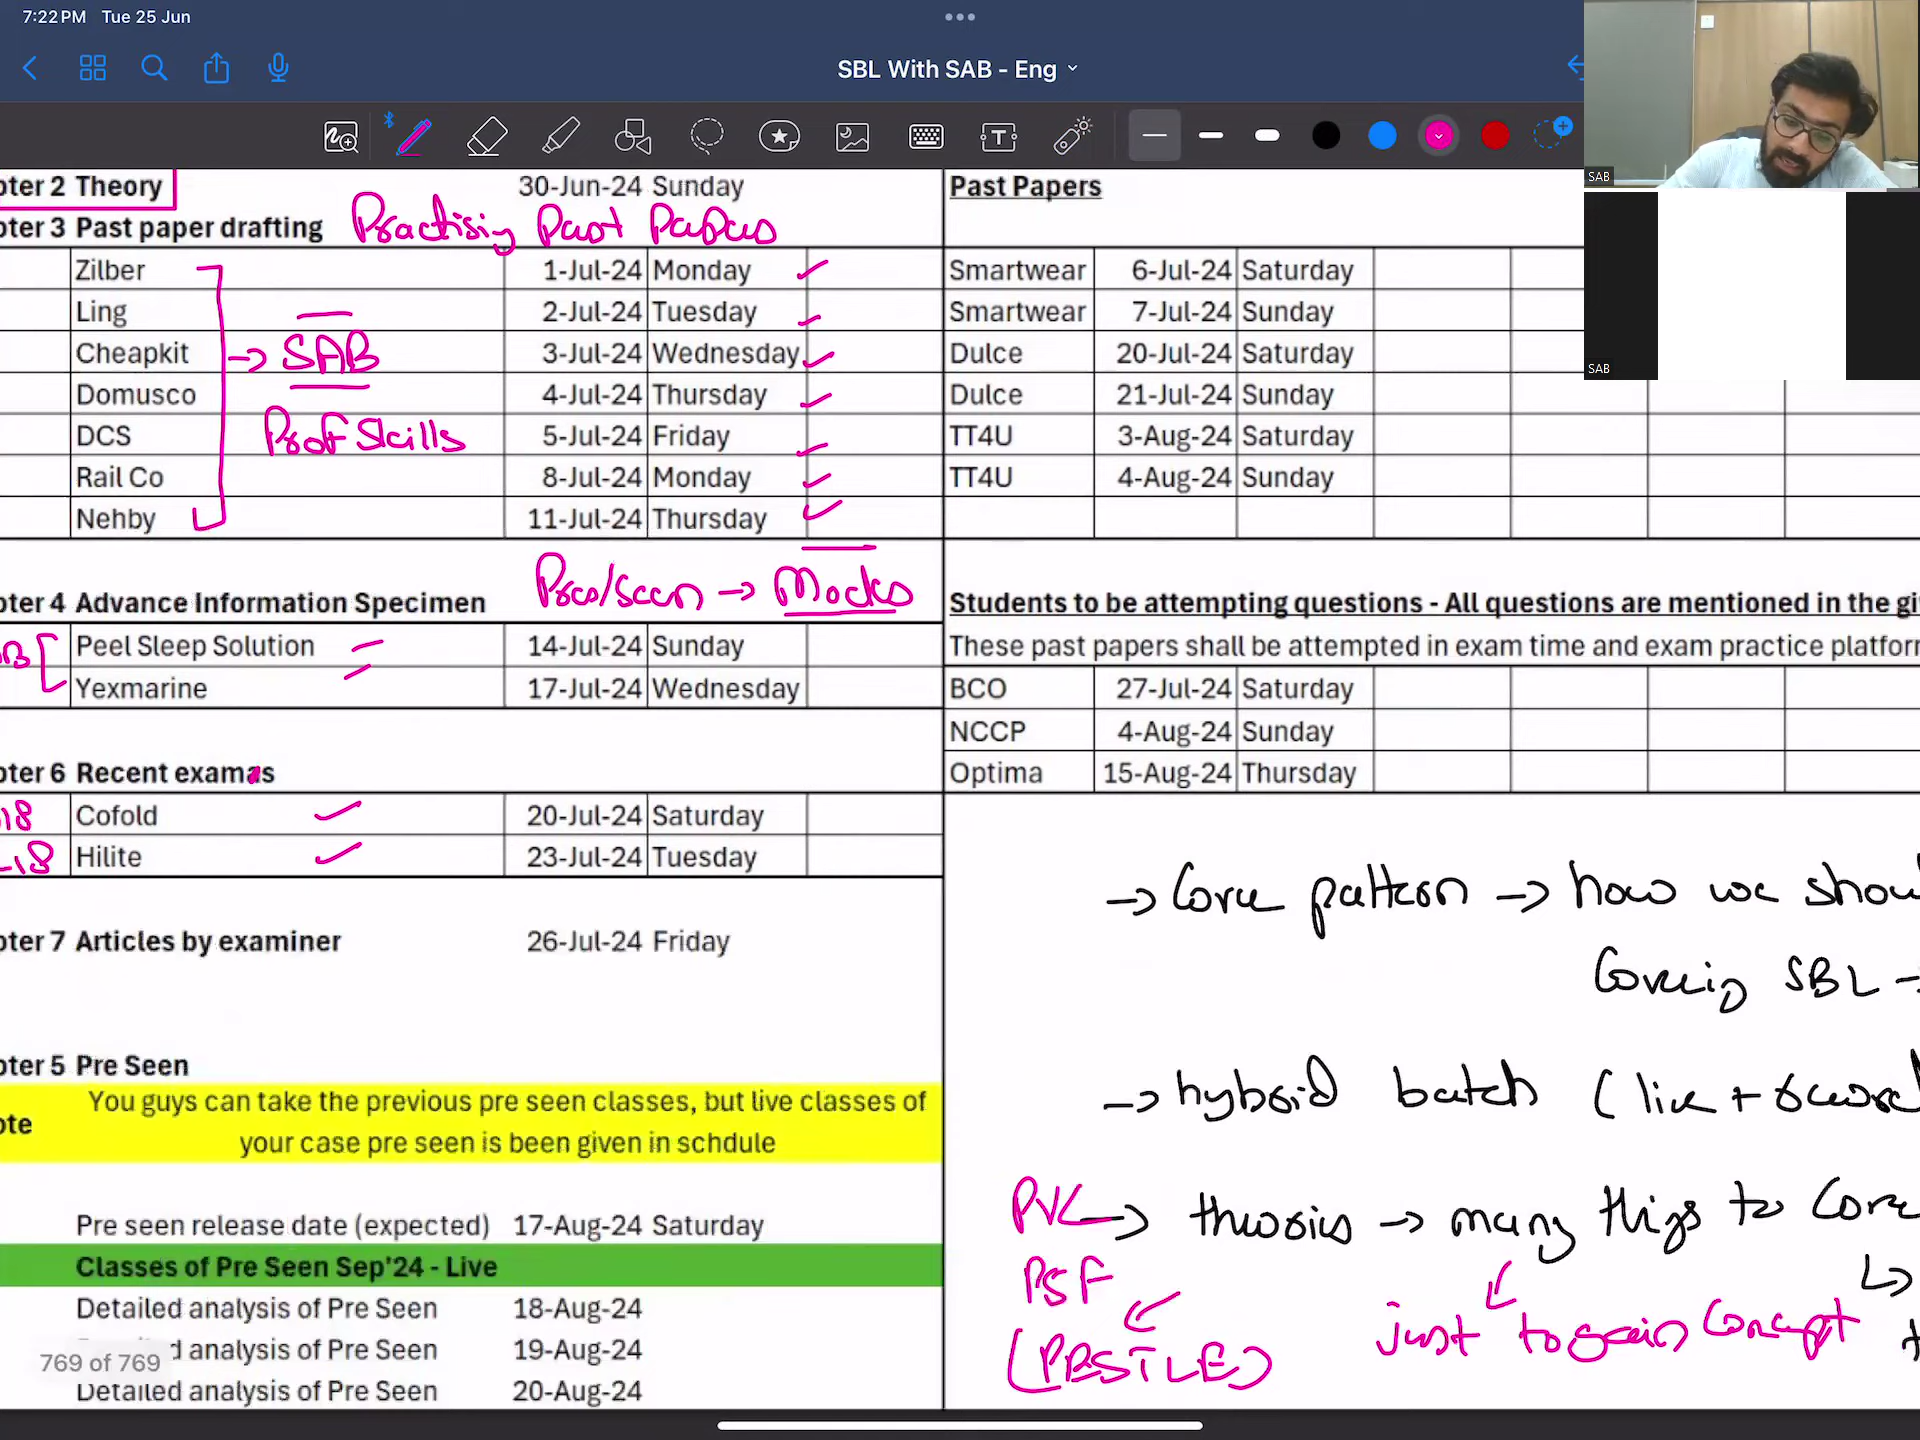 7:22 PM Tue 25 Jun
SBL With SAB - Eng
SAB
SAB
pter 2 Theory 30-Jun-24 Sunday
pter 3 Past paper drafting Practising Past Papers
Zilber 1-Jul-24 Monday
Ling 2-Jul-24 Tuesday
Cheapkit 3-Jul-24 Wednesday
Domusco 4-Jul-24 Thursday
DCS 5-Jul-24 Friday
Rail Co 8-Jul-24 Monday
Nehby 11-Jul-24 Thursday
→ SAB
Prof Skills
Past Papers
Smartwear 6-Jul-24 Saturday
Smartwear 7-Jul-24 Sunday
Dulce 20-Jul-24 Saturday
Dulce 21-Jul-24 Sunday
TT4U 3-Aug-24 Saturday
TT4U 4-Aug-24 Sunday
pter 4 Advance Information Specimen → Mocks
Peel Sleep Solution 14-Jul-24 Sunday
Yexmarine 17-Jul-24 Wednesday
Students to be attempting questions - All questions are mentioned in the gi
These past papers shall be attempted in exam time and exam practice platfor
BCO 27-Jul-24 Saturday
NCCP 4-Aug-24 Sunday
Optima 15-Aug-24 Thursday
pter 6 Recent examas
Cofold 20-Jul-24 Saturday
Hilite 23-Jul-24 Tuesday
pter 7 Articles by examiner 26-Jul-24 Friday
pter 5 Pre Seen
ote You guys can take the previous pre seen classes, but live classes of
your case pre seen is been given in schdule
Pre seen release date (expected) 17-Aug-24 Saturday
Classes of Pre Seen Sep'24 - Live
Detailed analysis of Pre Seen 18-Aug-24
d analysis of Pre Seen 19-Aug-24
Detailed analysis of Pre Seen 20-Aug-24
769 of 769
→ Core pattern → how we shou
SBL →
→ hybrid batch (live +
PVC → theories → many
PSF
(PESTLE)
just to gain Concept